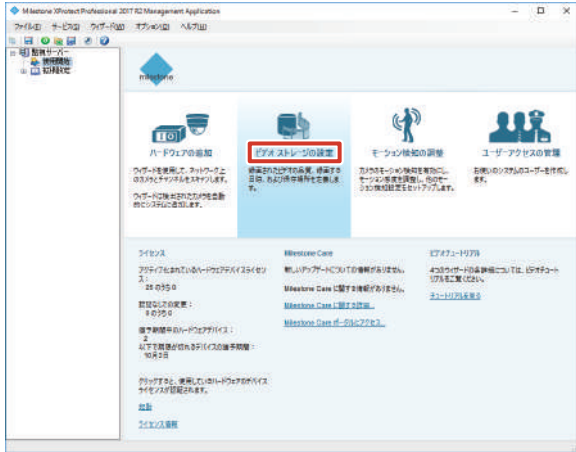 Milestone XProtect Professional 2017 R2 Management Application
ファイル(E) サービス(S) ウィザード(W) オプション(O) ヘルプ(H)
監視サーバー
使用開始
初期設定
milestone
ハードウェアの追加
ウィザードを使用して、ネットワーク上
のカメラとチャンネルをスキャンします。
ウィザードは検出されたカメラを自動
的にシステムに追加します。
ビデオ ストレージの設定
録画されたビデオの品質、録画する
日時、および保存場所を定義しま
す。
モーション検知の調整
カメラのモーション検知を有効にし、
モーション感度を調整し、他のモー
ション検知設定をセットアップします。
ユーザーアクセスの管理
お使いのシステムのユーザーを作成し
ます。
ライセンス
アクティブ化されているハードウェアデバイスライセン
ス:
26 のうち 0
認証なしでの変更:
0 のうち 0
猶予期間中のハードウェアデバイス:
2
以下で期限が切れるデバイスの猶予
期間:
10月2日
クリックすると、使用しているハードウェアのデバイス
ライセンスが認証されます。
起動
ライセンス情報
Milestone Care
新しいアップデートについての情報がありません。
Milestone Care に関する情報がありません。
Milestone Care に関する詳細...
Milestone Care ポータルにアクセス...
ビデオチュートリアル
4つのウィザードの各詳細については、ビデオチュート
リアルをご覧ください。
チュートリアルを見る